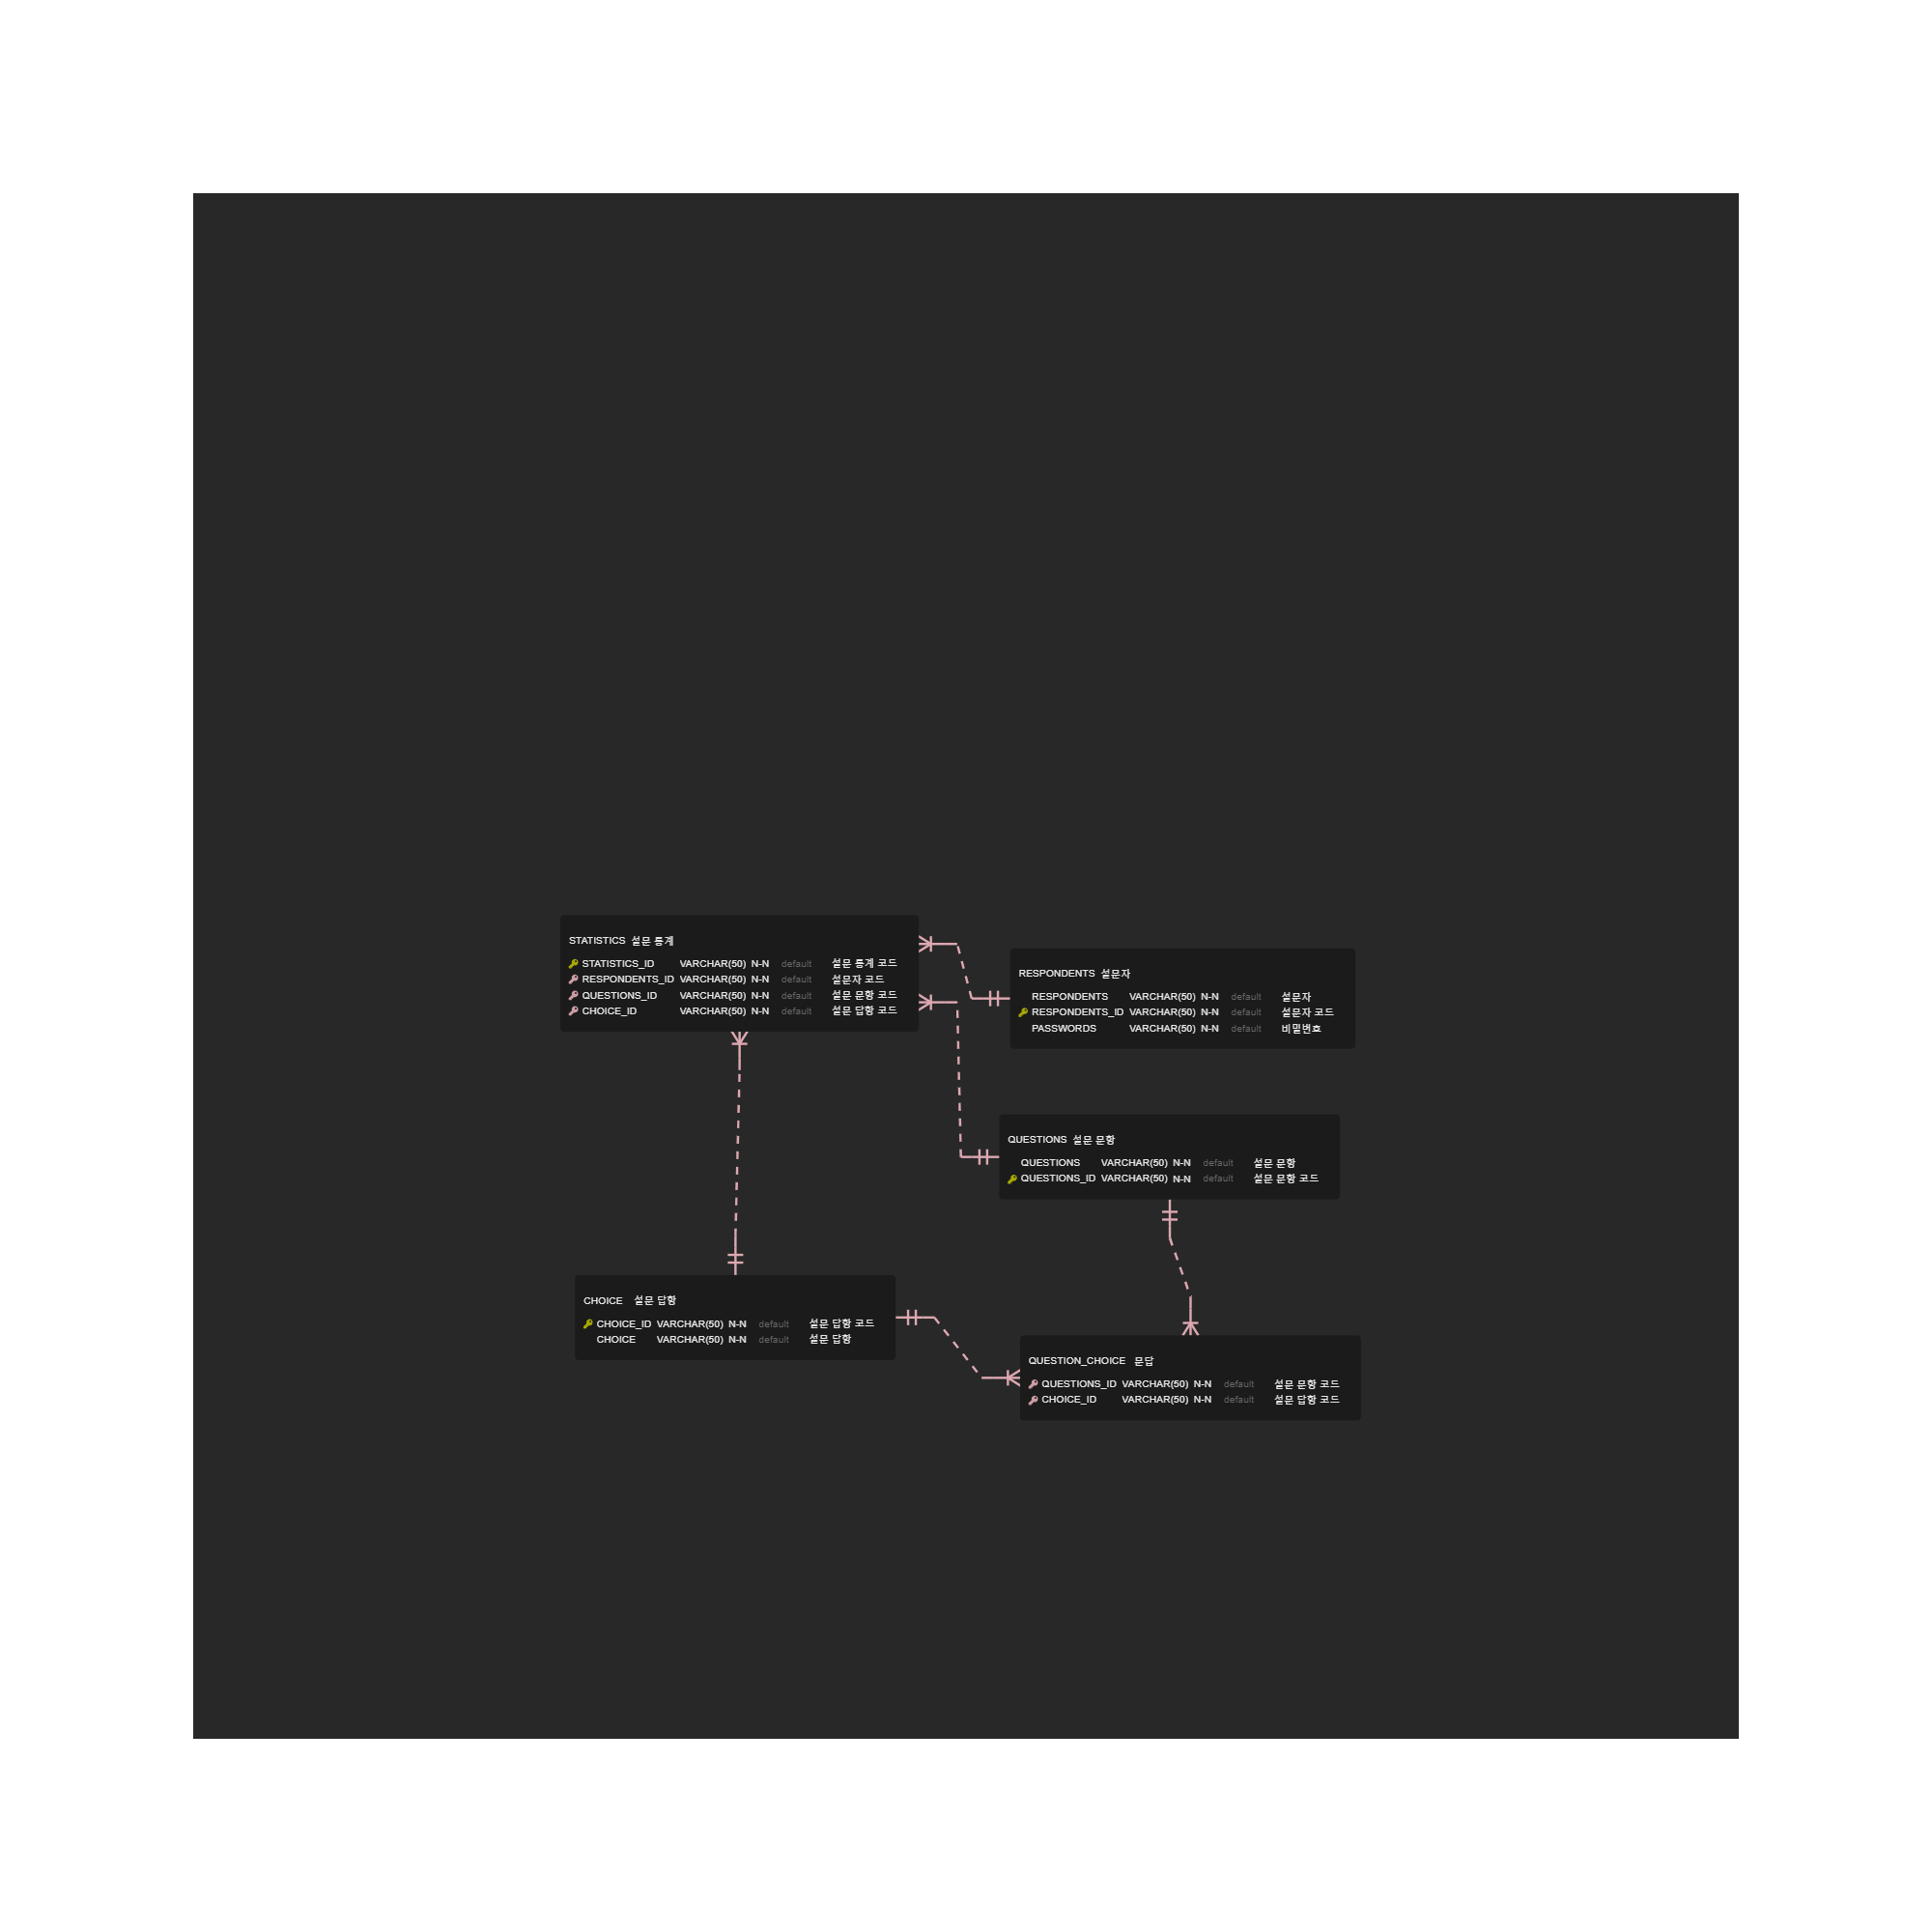 STATISTICS 설문 통계
STATISTICS_ID VARCHAR(50) N-N default 설문 통계 코드
RESPONDENTS_ID VARCHAR(50) N-N default 설문자 코드
QUESTIONS_ID VARCHAR(50) N-N default 설문 문항 코드
CHOICE_ID VARCHAR(50) N-N default 설문 답항 코드
RESPONDENTS 설문자
RESPONDENTS VARCHAR(50) N-N default 설문자
RESPONDENTS_ID VARCHAR(50) N-N default 설문자 코드
PASSWORDS VARCHAR(50) N-N default 비밀번호
QUESTIONS 설문 문항
QUESTIONS VARCHAR(50) N-N default 설문 문항
QUESTIONS_ID VARCHAR(50) N-N default 설문 문항 코드
CHOICE 설문 답항
CHOICE_ID VARCHAR(50) N-N default 설문 답항 코드
CHOICE VARCHAR(50) N-N default 설문 답항
QUESTION_CHOICE 문답
QUESTIONS_ID VARCHAR(50) N-N default 설문 문항 코드
CHOICE_ID VARCHAR(50) N-N default 설문 답항 코드